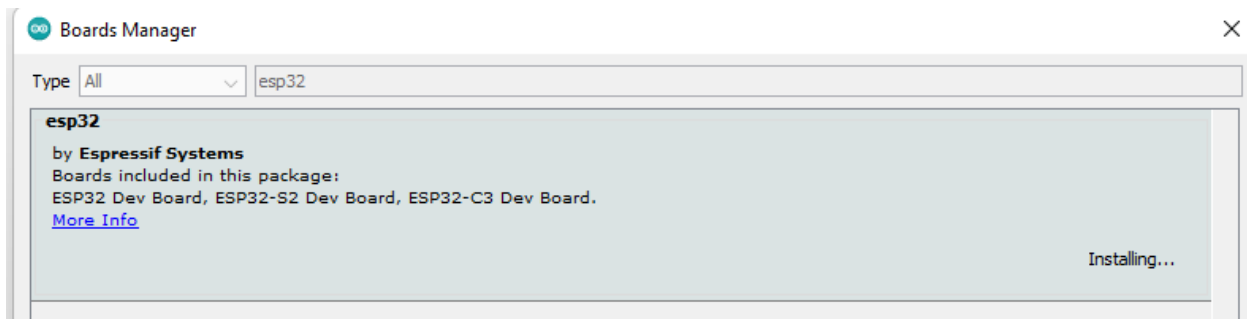 Boards Manager
Type All esp32
esp32
by Espressif Systems
Boards included in this package:
ESP32 Dev Board, ESP32-S2 Dev Board, ESP32-C3 Dev Board.
More Info
Installing...